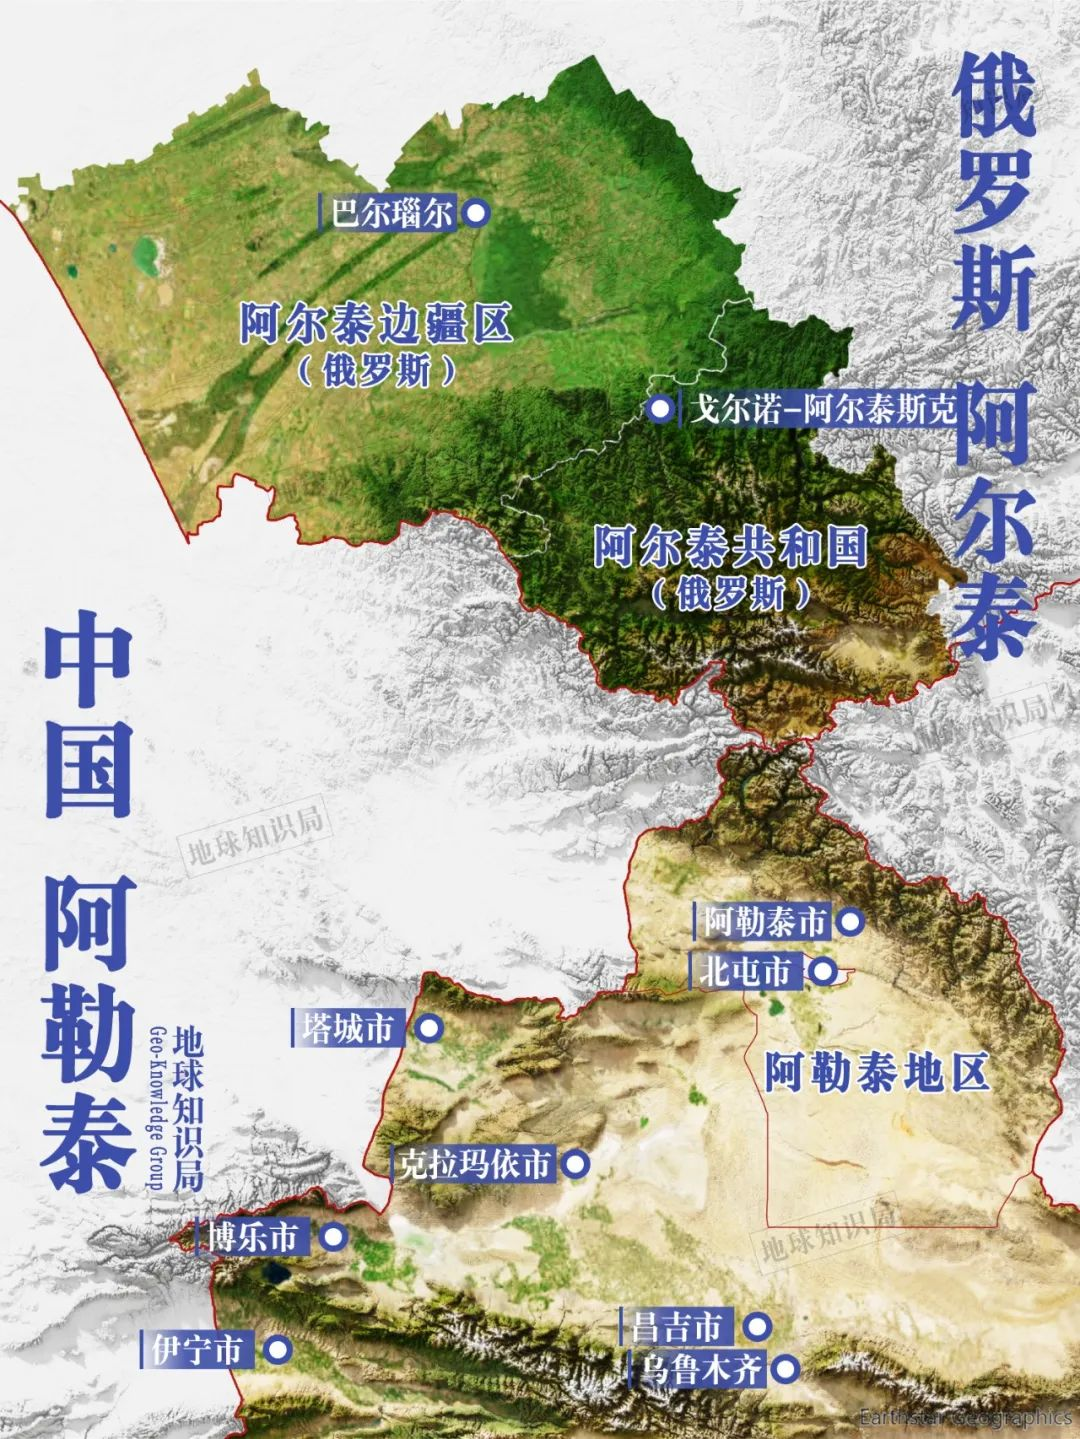 俄罗斯 阿尔泰
巴尔瑙尔
阿尔泰边疆区
（俄罗斯）
戈尔诺-阿尔泰斯克
阿尔泰共和国
（俄罗斯）
中国 阿勒泰
地球知识局
Geo-Knowledge Group
地球知识局
地球知识局
阿勒泰市
北屯市
塔城市
阿勒泰地区
克拉玛依市
地球知识局
博乐市
昌吉市
伊宁市
乌鲁木齐
Earthstar Geographics